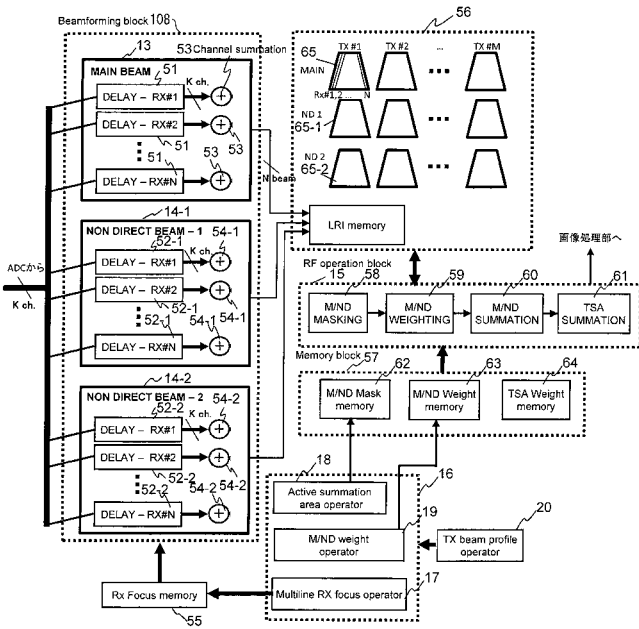 Beamforming block 108
13
MAIN BEAM
51
K ch.
53 Channel summation
DELAY – RX#1
DELAY – RX#2
51
53
51
53
DELAY – RX#N
N beam
14-1
NON DIRECT BEAM – 1
52-1
K ch.
54-1
DELAY – RX#1
DELAY – RX#2
52-1
54-1
52-1
54-1
DELAY – RX#N
ADCから
K ch.
14-2
NON DIRECT BEAM – 2
52-2
K ch.
54-2
DELAY – RX#1
DELAY – RX#2
52-2
54-2
52-2
54-2
DELAY – RX#N
Rx Focus memory
55
56
65
TX #1
TX #2
...
TX#M
MAIN
Rx#1,2 ... N
ND 1
65-1
ND 2
65-2
LRI memory
画像処理部へ
RF operation block
15
58
59
60
61
M/ND MASKING
M/ND WEIGHTING
M/ND SUMMATION
TSA SUMMATION
Memory block
57
62
63
64
M/ND Mask memory
M/ND Weight memory
TSA Weight memory
18
16
Active summation area operator
19
M/ND weight operator
20
TX beam profile operator
17
Multiline RX focus operator